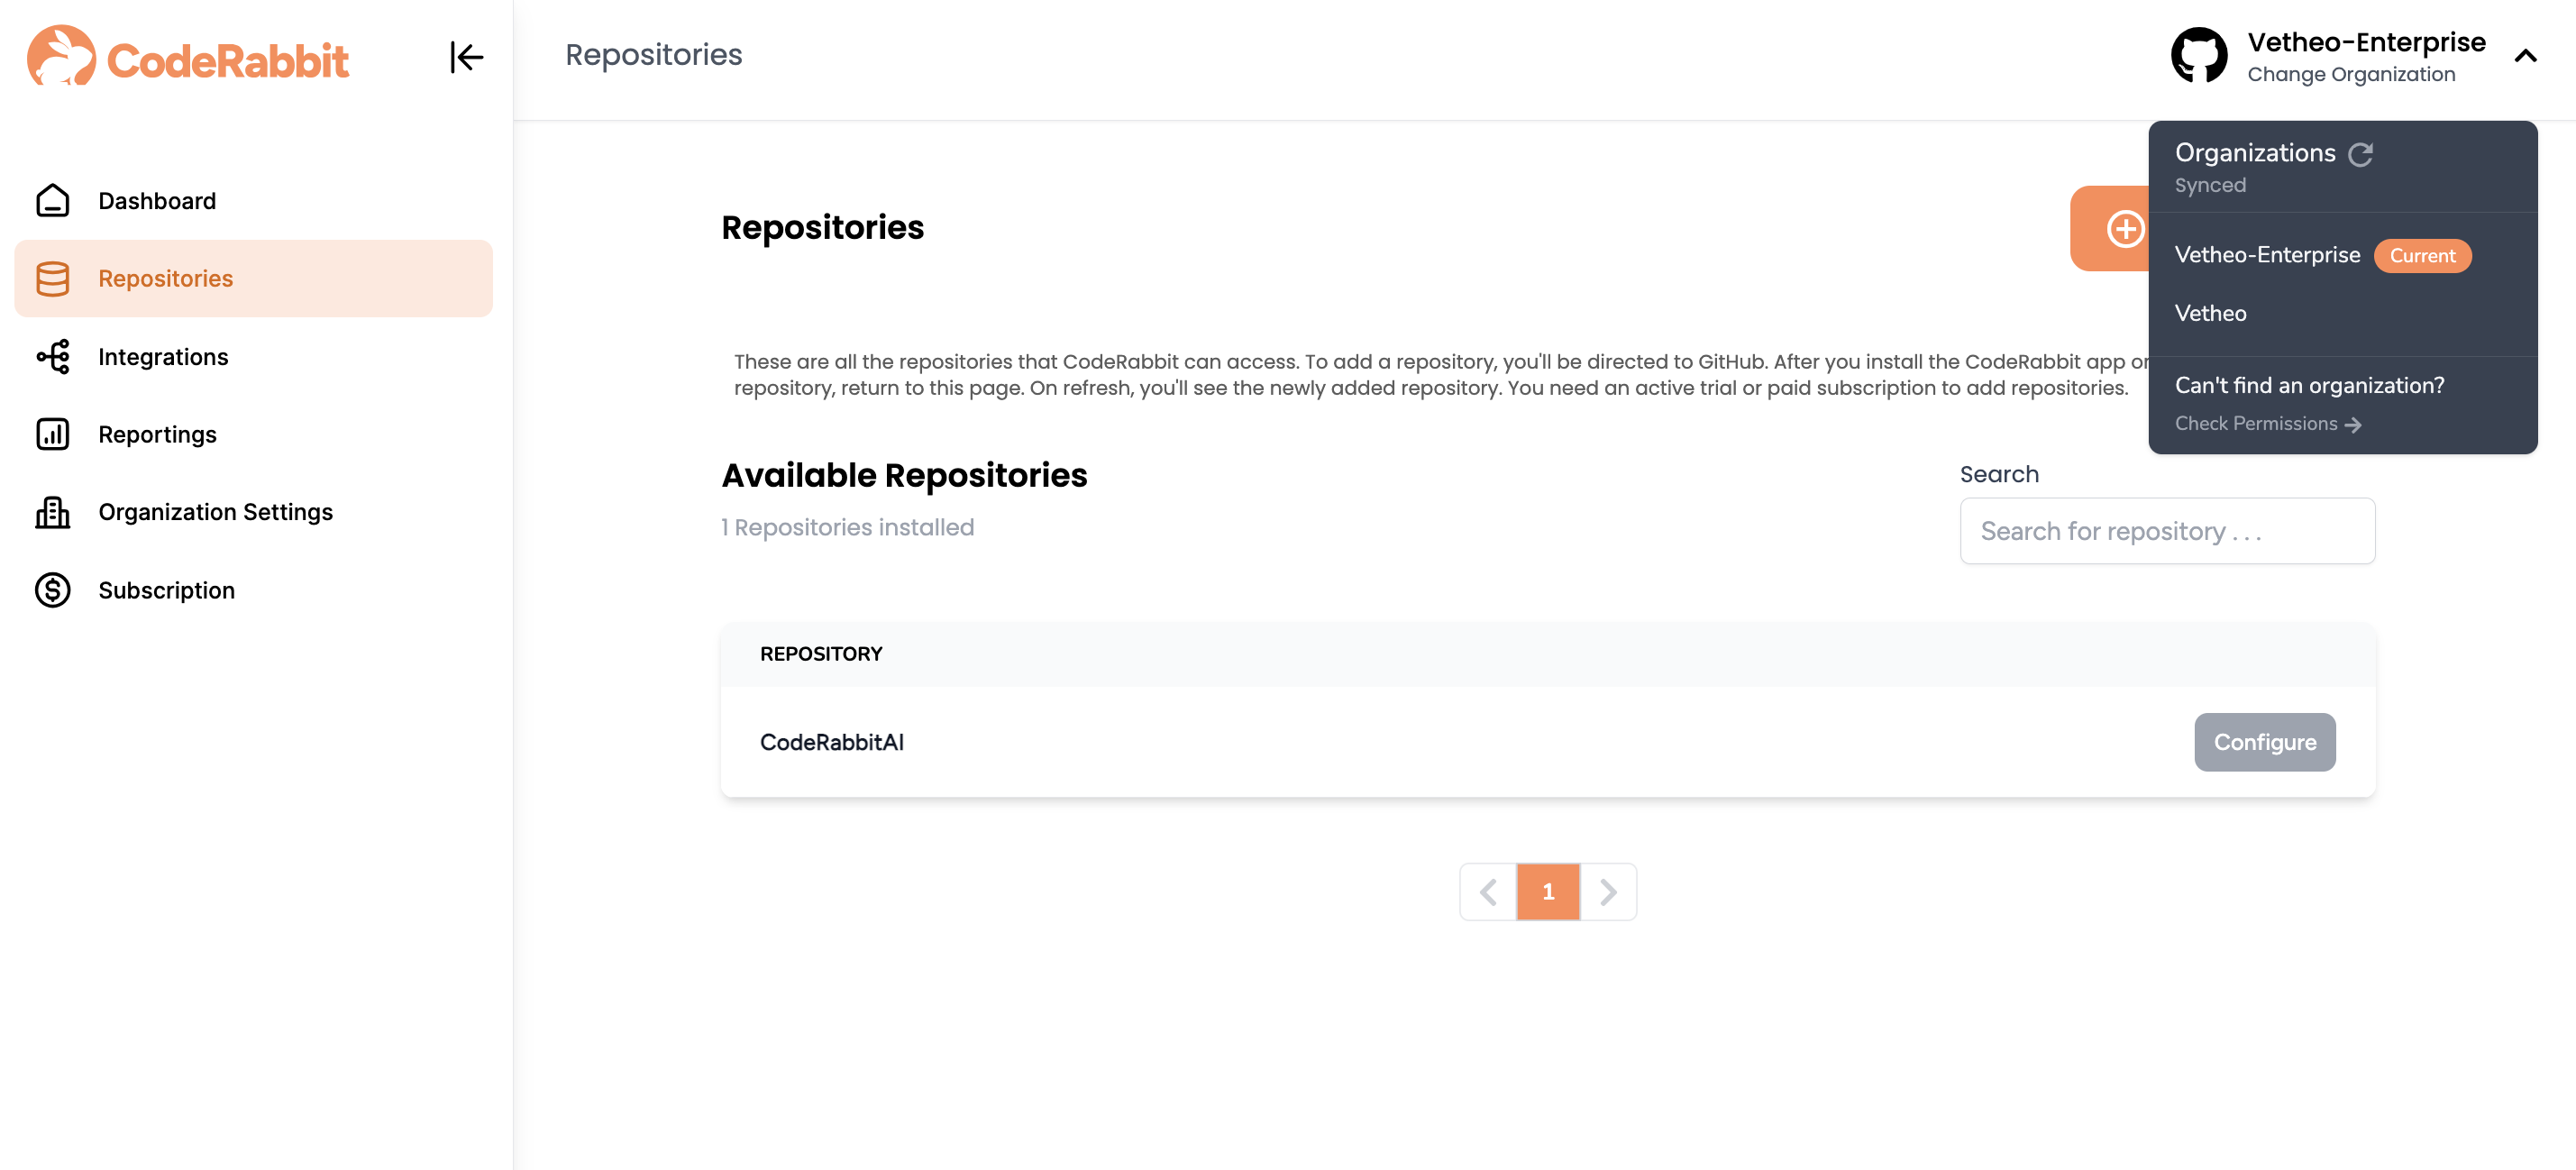 CodeRabbit
Dashboard
Repositories
Integrations
Reportings
Organization Settings
Subscription
Repositories
Vetheo-Enterprise
Change Organization
Organizations
Synced
Vetheo-Enterprise Current
Vetheo
Can't find an organization?
Check Permissions
Repositories
These are all the repositories that CodeRabbit can access. To add a repository, you'll be directed to GitHub. After you install the CodeRabbit app
repository, return to this page. On refresh, you'll see the newly added repository. You need an active trial or paid subscription to add repositories.
Available Repositories
1 Repositories installed
Search
Search for repository . . .
REPOSITORY
CodeRabbitAI
Configure
1